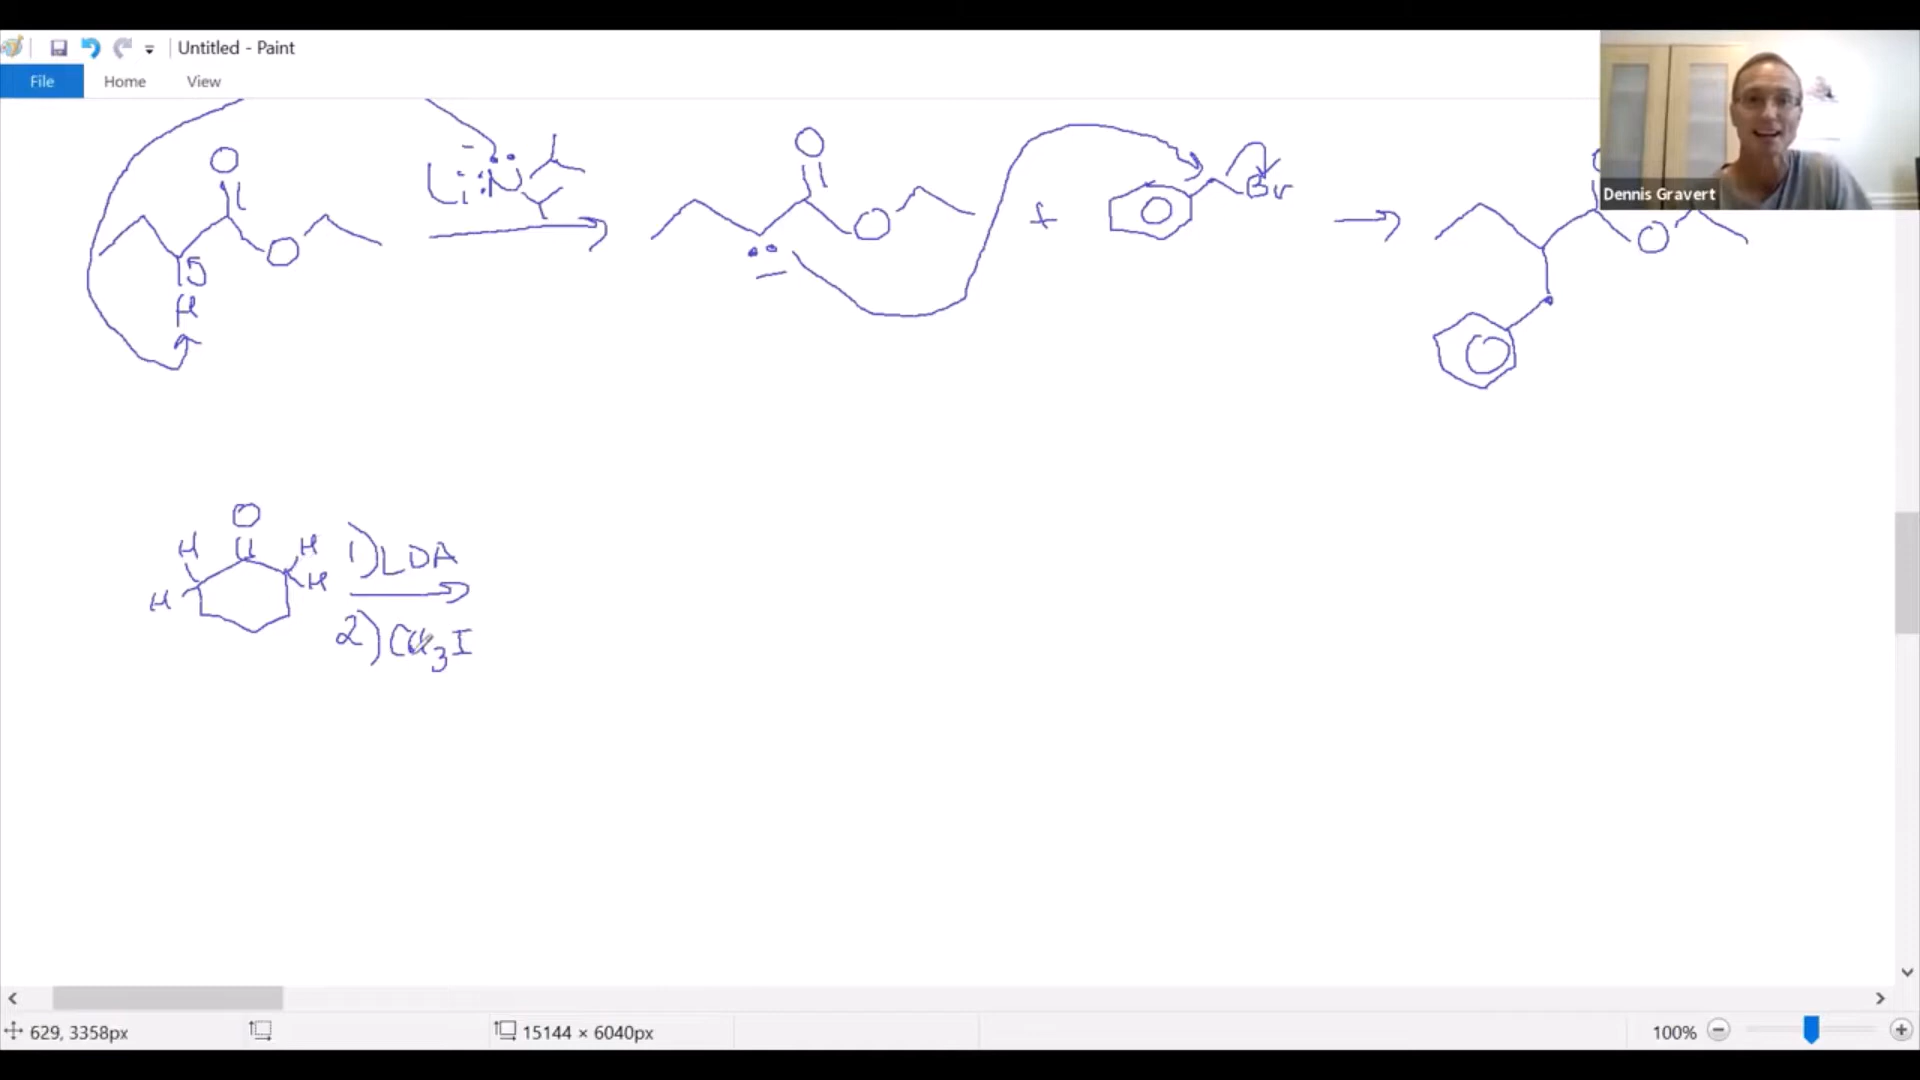 Untitled - Paint
File Home View
Dennis Gravert
O
Li N
O
Br
O
O
+
O
H
O
H H 1) LDA
H H
2) CH3I
629, 3358px
15144 × 6040px
100%